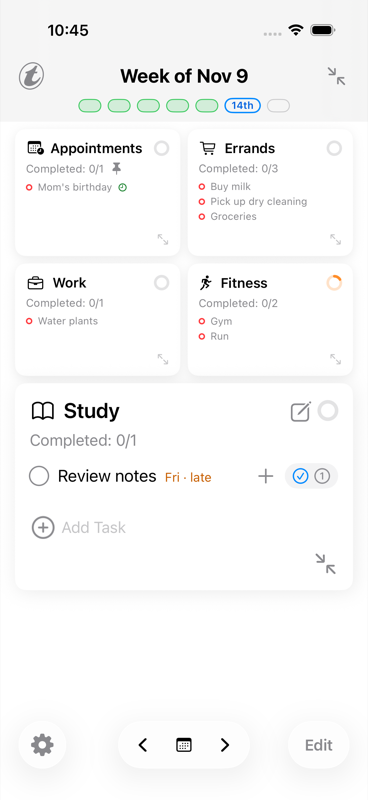 10:45
t
Week of Nov 9
14th
Appointments
Completed: 0/1
Mom's birthday
Errands
Completed: 0/3
Buy milk
Pick up dry cleaning
Groceries
Work
Completed: 0/1
Water plants
Fitness
Completed: 0/2
Gym
Run
Study
Completed: 0/1
Review notes Fri · late
1
Add Task
Edit